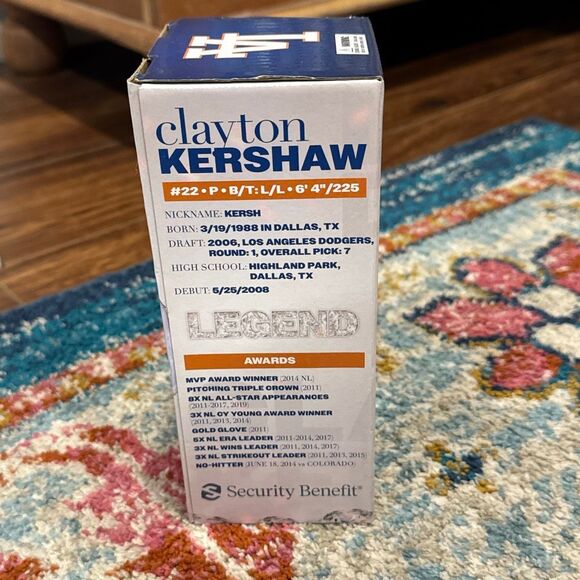 LA
clayton
KERSHAW
#22 • P • B/T: L/L • 6' 4"/225
NICKNAME: KERSH
BORN: 3/19/1988 IN DALLAS, TX
DRAFT: 2006, LOS ANGELES DODGERS,
ROUND: 1, OVERALL PICK: 7
HIGH SCHOOL: HIGHLAND PARK,
DALLAS, TX
DEBUT: 5/25/2008
LEGEND
AWARDS
MVP AWARD WINNER (2014 NL)
PITCHING TRIPLE CROWN (2011)
8X NL ALL-STAR APPEARANCES
(2011-2017, 2019)
3X NL CY YOUNG AWARD WINNER
(2011, 2013, 2014)
GOLD GLOVE (2011)
5X NL ERA LEADER (2011-2014, 2017)
3X NL WINS LEADER (2011, 2014, 2017)
3X NL STRIKEOUT LEADER (2011, 2013, 2015)
NO-HITTER (JUNE 18, 2014 vs COLORADO)
Security Benefit®